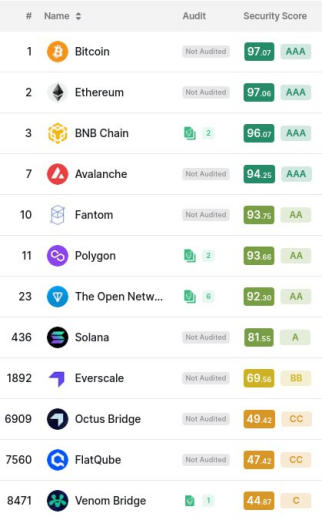 # Name Audit Security Score
1 Bitcoin Not Audited 97.07 AAA
2 Ethereum Not Audited 97.06 AAA
3 BNB Chain 2 96.07 AAA
7 Avalanche Not Audited 94.25 AAA
10 Fantom Not Audited 93.75 AA
11 Polygon 2 93.66 AA
23 The Open Netw... 6 92.30 AA
436 Solana Not Audited 81.55 A
1892 Everscale Not Audited 69.56 BB
6909 Octus Bridge Not Audited 49.42 CC
7560 FlatQube Not Audited 47.42 CC
8471 Venom Bridge 1 44.87 C